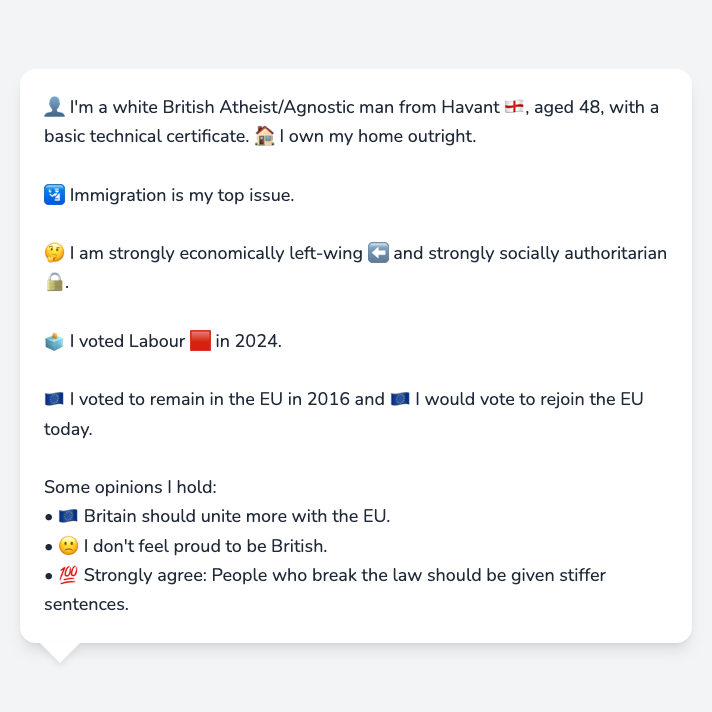 👤 I'm a white British Atheist/Agnostic man from Havant 🏴󠁧󠁢󠁥󠁮󠁧󠁿, aged 48, with a
basic technical certificate. 🏠 I own my home outright.
🛂 Immigration is my top issue.
🤔 I am strongly economically left-wing ⬅️ and strongly socially authoritarian
🔒.
🗳️ I voted Labour 🟥 in 2024.
🇪🇺 I voted to remain in the EU in 2016 and 🇪🇺 I would vote to rejoin the EU
today.
Some opinions I hold:
• 🇪🇺 Britain should unite more with the EU.
• 🙁 I don't feel proud to be British.
• 💯 Strongly agree: People who break the law should be given stiffer
sentences.